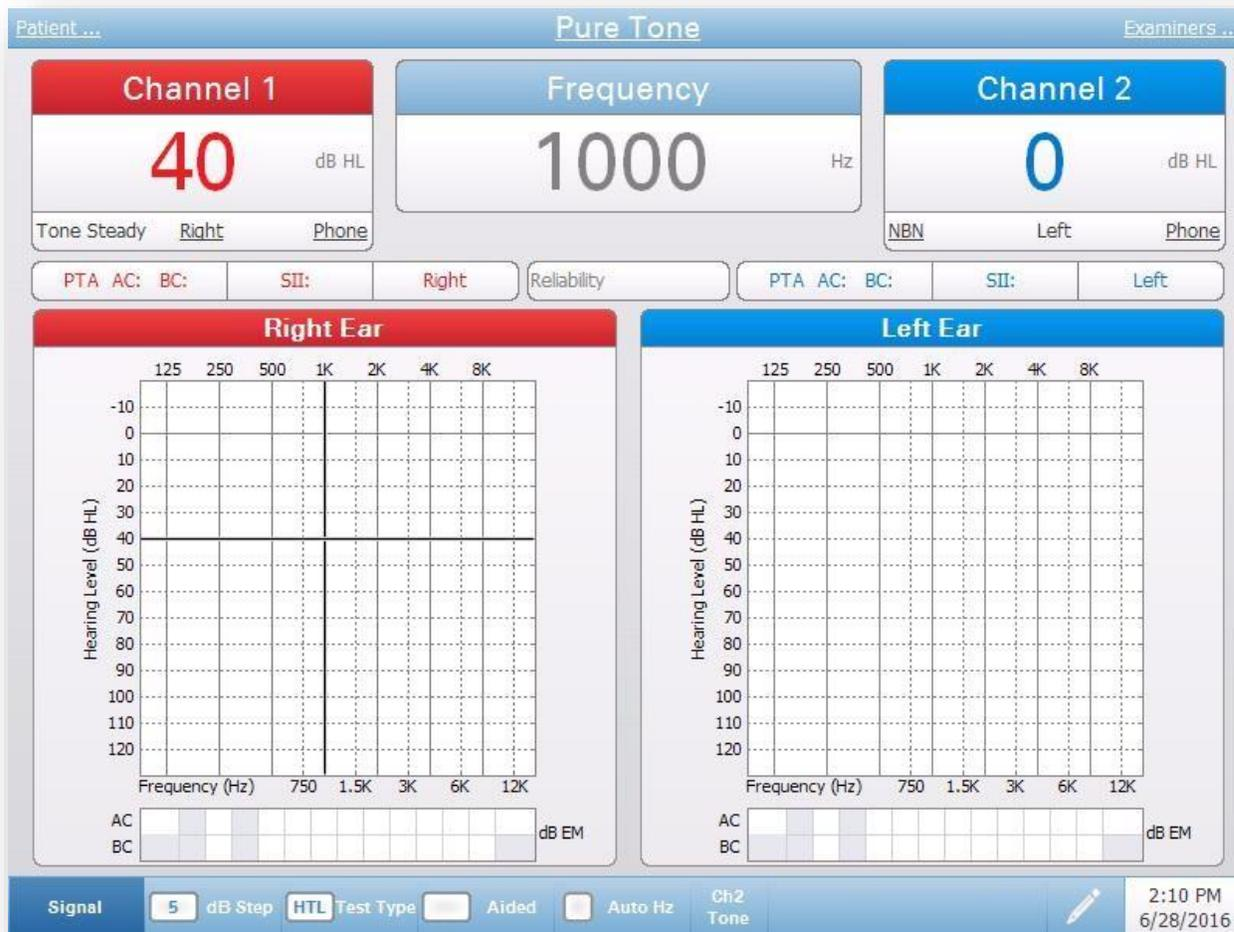 Patient ... Pure Tone Examiners ..
Channel 1
40 dB HL
Tone Steady Right Phone
Frequency
1000 Hz
Channel 2
0 dB HL
NBN Left Phone
PTA AC: BC: SII: Right
Reliability
PTA AC: BC: SII: Left
Right Ear
125 250 500 1K 2K 4K 8K
-10
0
10
20
30
40
50
60
70
80
90
100
110
120
Hearing Level (dB HL)
Frequency (Hz) 750 1.5K 3K 6K 12K
AC
BC
dB EM
Left Ear
125 250 500 1K 2K 4K 8K
-10
0
10
20
30
40
50
60
70
80
90
100
110
120
Hearing Level (dB HL)
Frequency (Hz) 750 1.5K 3K 6K 12K
AC
BC
dB EM
Signal 5 dB Step HTL Test Type Aided Auto Hz
Ch2
Tone
2:10 PM
6/28/2016